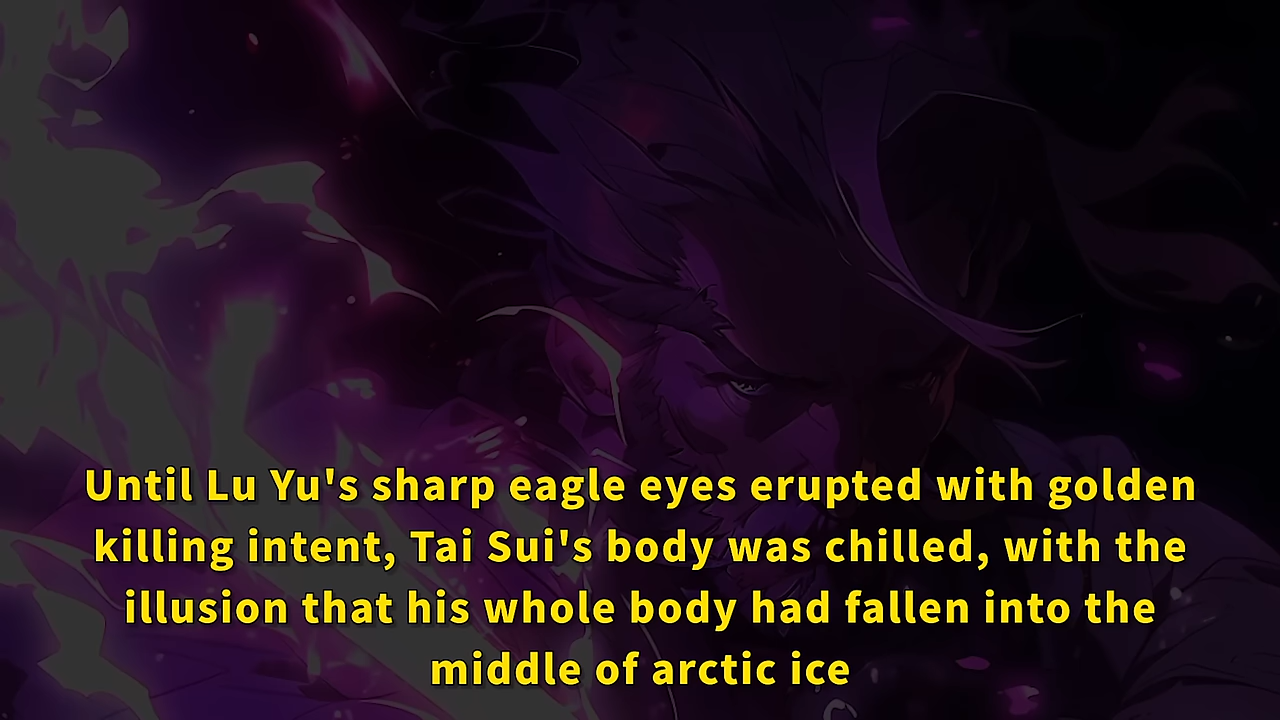 Until Lu Yu's sharp eagle eyes erupted with golden
killing intent, Tai Sui's body was chilled, with the
illusion that his whole body had fallen into the
middle of arctic ice